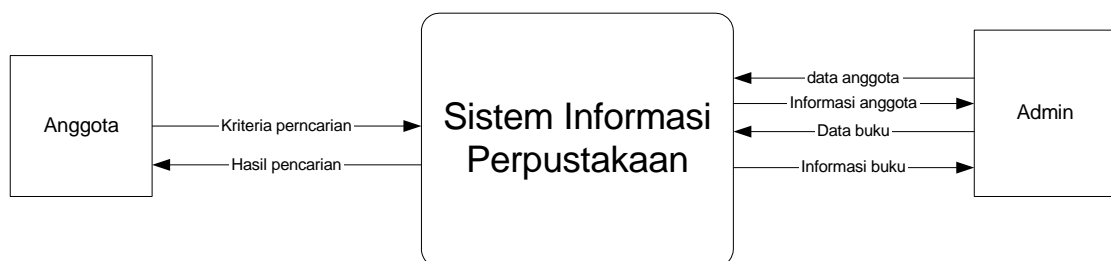 Anggota
Kriteria perncarian
Hasil pencarian
Sistem Informasi
Perpustakaan
data anggota
Informasi anggota
Data buku
Informasi buku
Admin